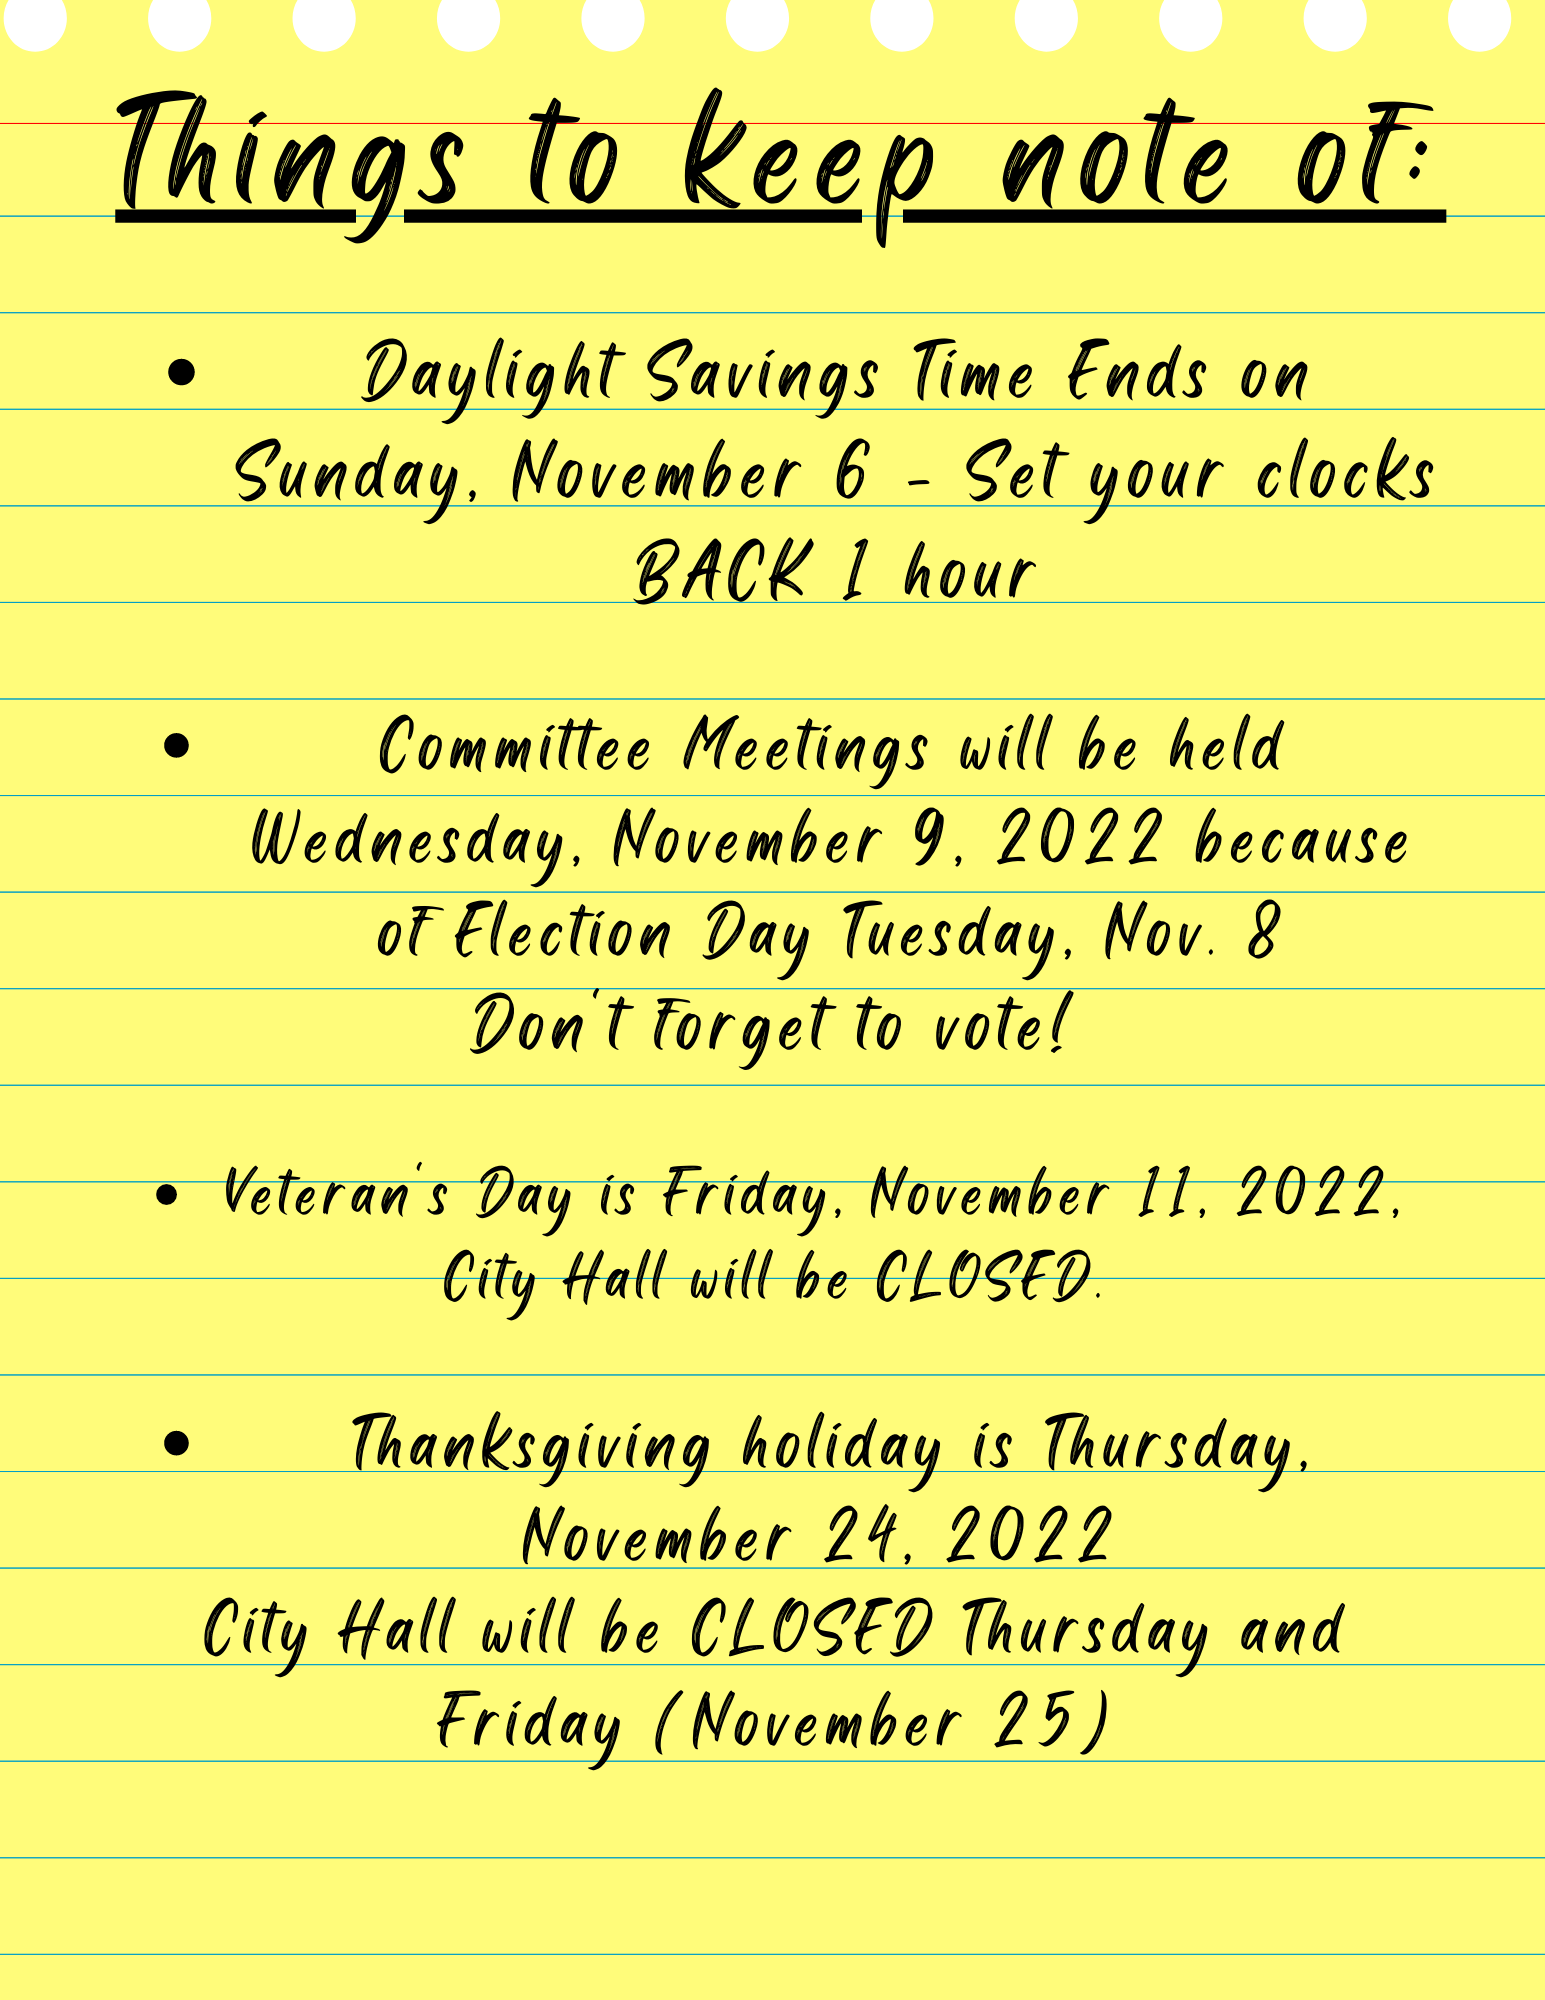 Things to keep note of:
• Daylight Savings Time Ends on
Sunday, November 6 - Set your clocks
BACK 1 hour
• Committee Meetings will be held
Wednesday, November 9, 2022 because
of Election Day Tuesday, Nov. 8
Don't forget to vote!
• Veteran's Day is Friday, November 11, 2022,
City Hall will be CLOSED.
• Thanksgiving holiday is Thursday,
November 24, 2022
City Hall will be CLOSED Thursday and
Friday (November 25)